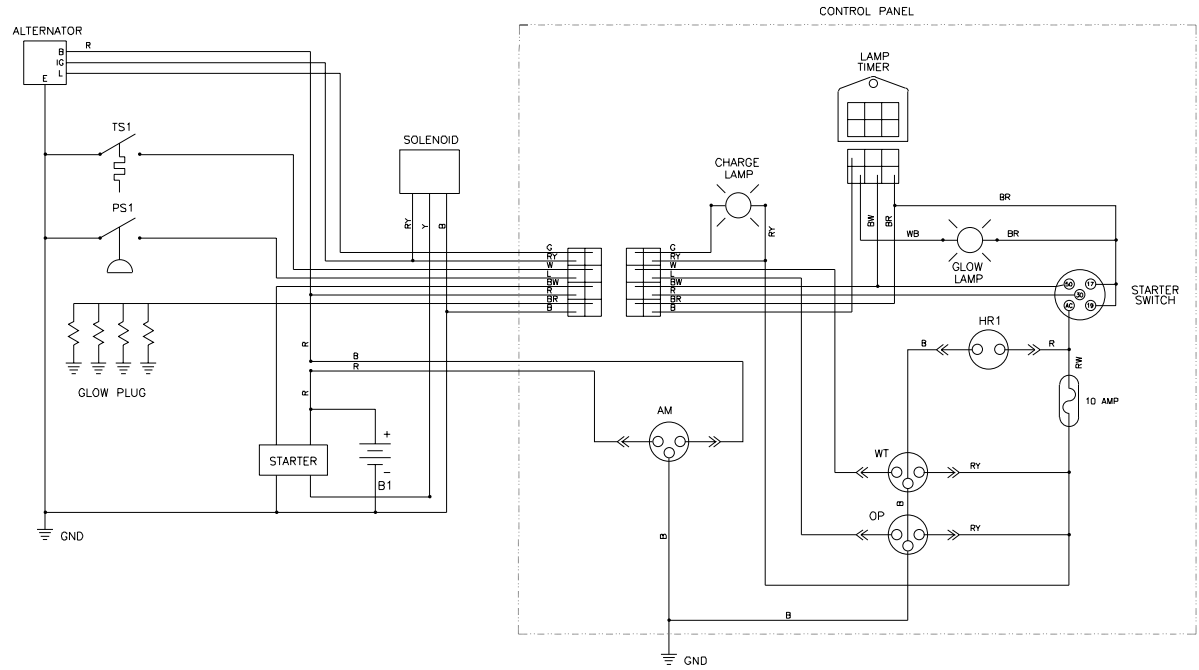 CONTROL PANEL
ALTERNATOR
B
R
IG
L
E
LAMP
TIMER
TS1
SOLENOID
CHARGE
LAMP
PS1
RY
Y
B
RY
BW
BR
BR
WB
BR
GLOW
LAMP
G
RY
W
L
BW
R
BR
B
G
RY
W
L
BW
R
BR
B
50
17
30
AC
19
STARTER
SWITCH
HR1
B
R
RW
R
B
R
R
GLOW PLUG
10 AMP
AM
STARTER
+
-
B1
WT
RY
B
OP
RY
B
GND
B
GND